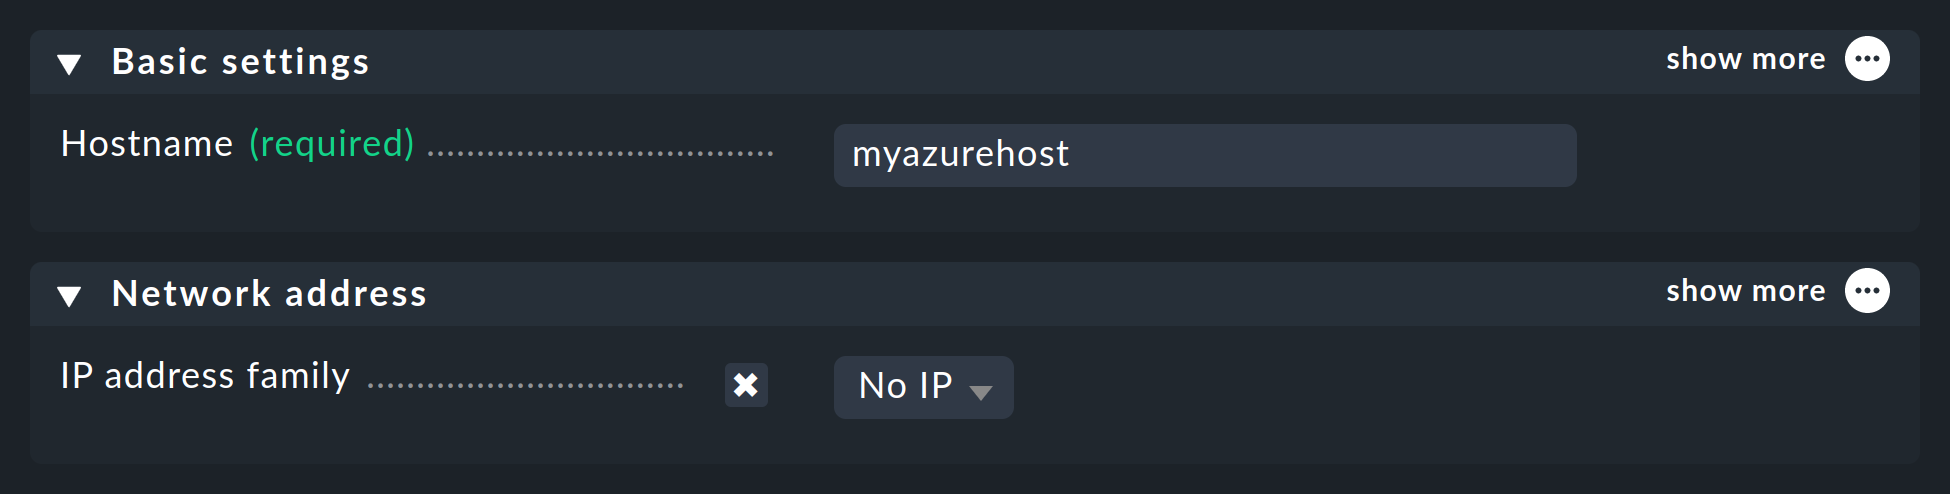 Basic settings show more
Hostname (required) myazurehost
Network address show more
IP address family No IP